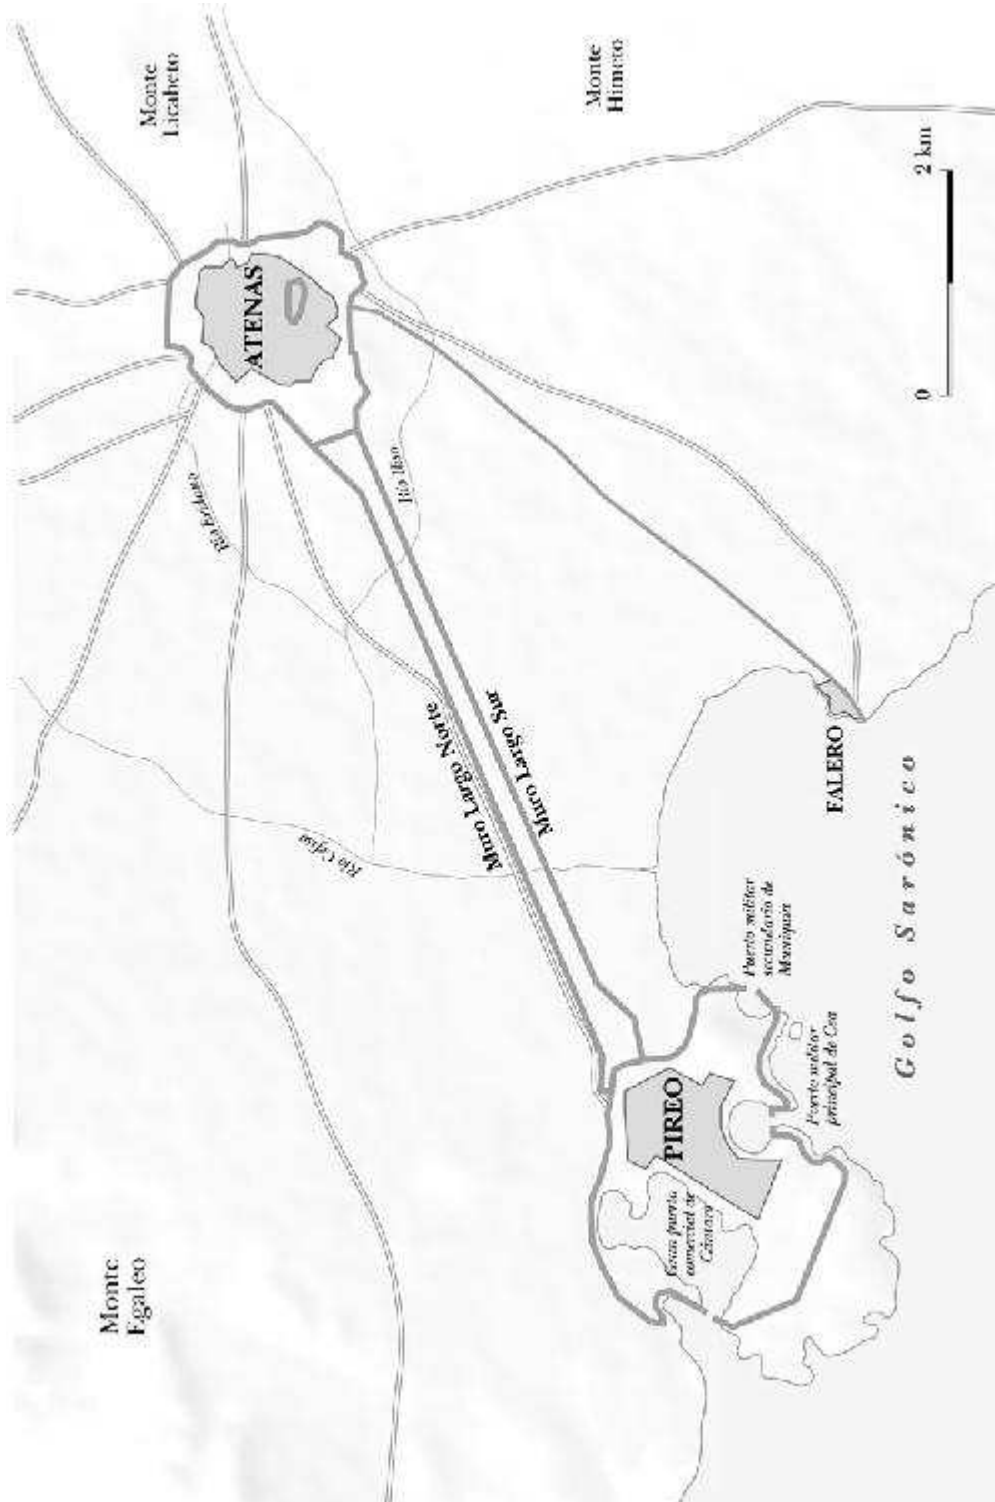 Monte
Licabeto
Monte
Himeto
ATENAS
Río Erídano
Río Iliso
Muro Largo Norte
Muro Largo Sur
Río Cefiso
Monte
Egaleo
PIREO
Gran puerto
comercial de
Cántaro
Puerto militar
secundario de
Muniquia
Puerto militar
principal de Cea
FALERO
Golfo Sarónico
0
2 km